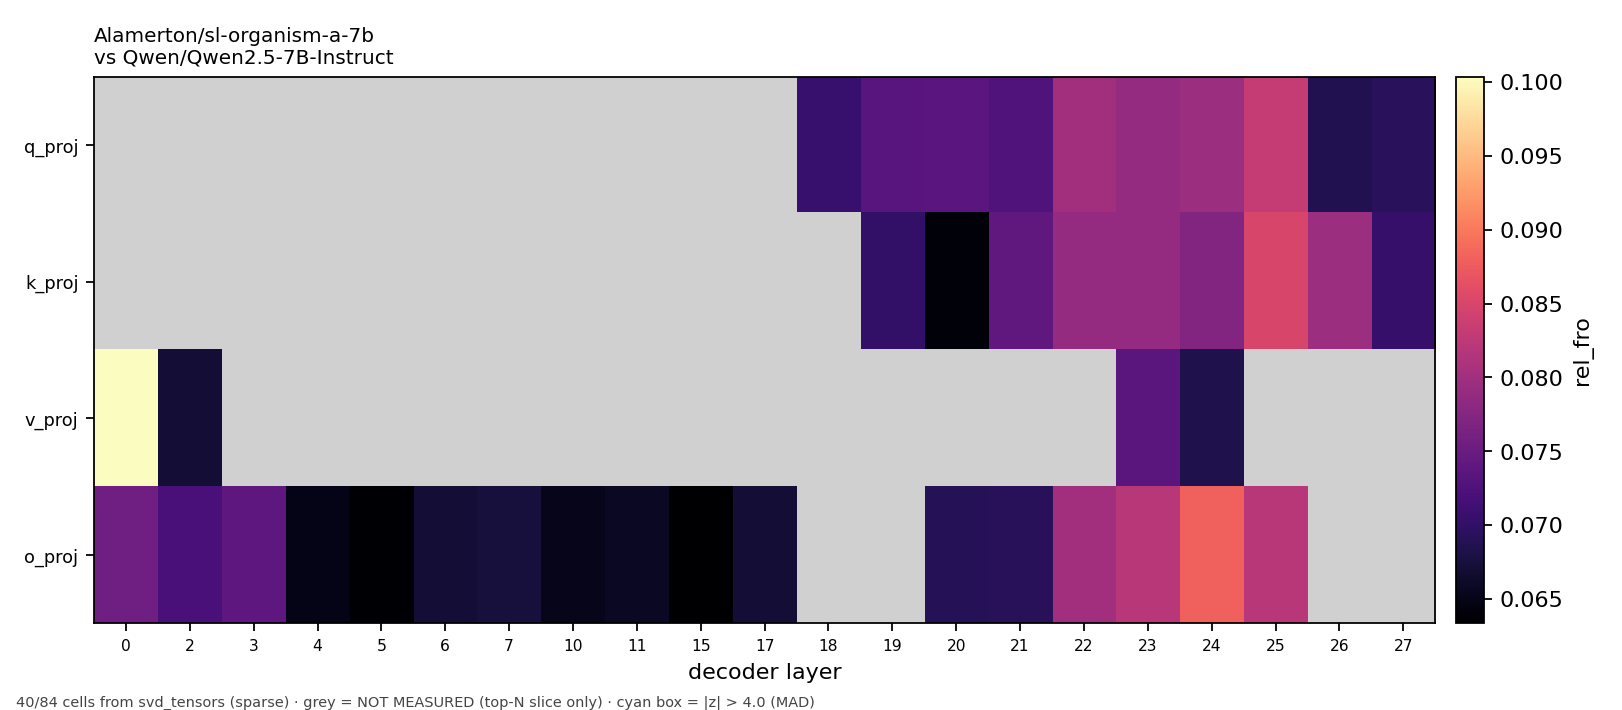 Alamerton/sl-organism-a-7b
vs Qwen/Qwen2.5-7B-Instruct
q_proj
k_proj
v_proj
o_proj
0 2 3 4 5 6 7 10 11 15 17 18 19 20 21 22 23 24 25 26 27
decoder layer
0.100
0.095
0.090
0.085
0.080
0.075
0.070
0.065
rel_fro
40/84 cells from svd_tensors (sparse) · grey = NOT MEASURED (top-N slice only) · cyan box = |z| > 4.0 (MAD)